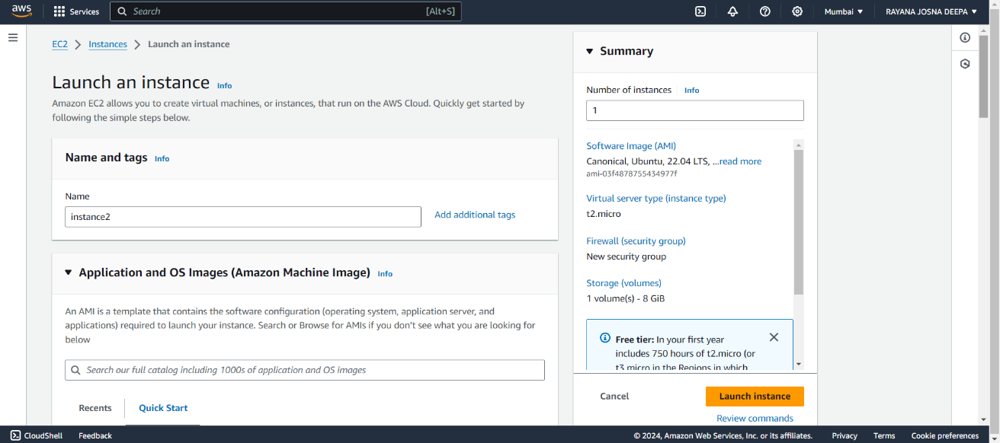 aws
Services
Search
[Alt+S]
Mumbai
RAYANA JOSNA DEEPA
EC2 > Instances > Launch an instance
Launch an instance Info
Amazon EC2 allows you to create virtual machines, or instances, that run on the AWS Cloud. Quickly get started by
following the simple steps below.
Name and tags Info
Name
instance2
Add additional tags
Application and OS Images (Amazon Machine Image) Info
An AMI is a template that contains the software configuration (operating system, application server, and
applications) required to launch your instance. Search or Browse for AMIs if you don't see what you are looking for
below
Search our full catalog including 1000s of application and OS images
Recents
Quick Start
Summary
Number of instances Info
1
Software Image (AMI)
Canonical, Ubuntu, 22.04 LTS, ...read more
ami-03f4878755434977f
Virtual server type (instance type)
t2.micro
Firewall (security group)
New security group
Storage (volumes)
1 volume(s) - 8 GiB
Free tier: In your first year
includes 750 hours of t2.micro (or
t3.micro in the Regions in which
Cancel
Launch instance
Review commands
CloudShell
Feedback
© 2024, Amazon Web Services, Inc. or its affiliates.
Privacy
Terms
Cookie preferences